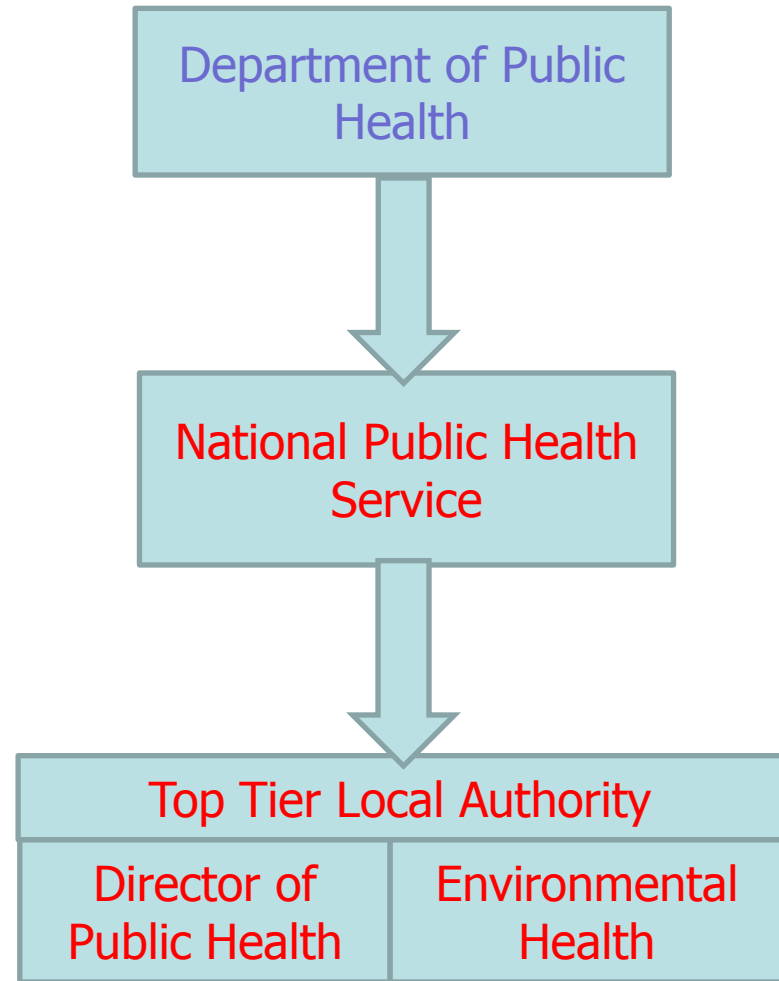 Department of Public
Health
National Public Health
Service
Top Tier Local Authority
Director of
Public Health
Environmental
Health